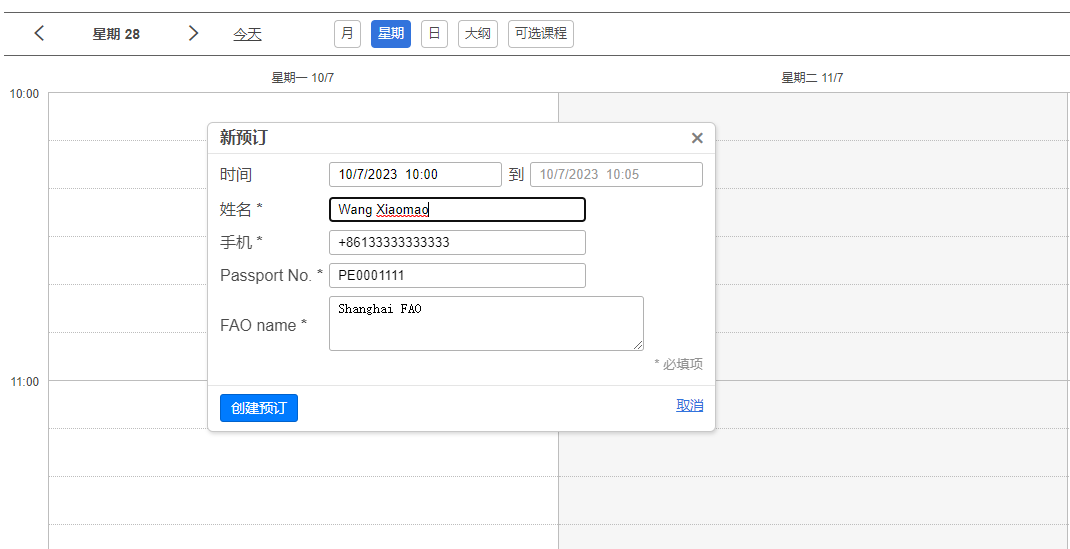 星期 28 今天 月 星期 日 大纲 可选课程
星期一 10/7 星期二 11/7
10:00
新预订 ×
时间 10/7/2023 10:00 到 10/7/2023 10:05
姓名 * Wang Xiaomao
手机 * +86133333333333
Passport No. * PE0001111
FAO name * Shanghai FAO
* 必填项
11:00
创建预订 取消